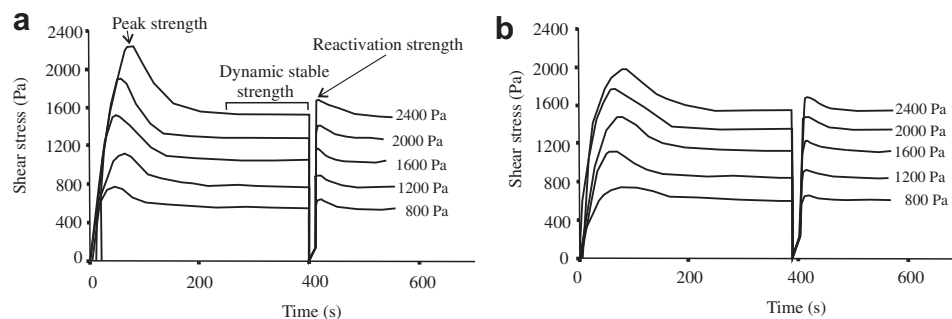 a
Peak strength
Reactivation strength
Dynamic stable
strength
Shear stress (Pa)
2400
2000
1600
1200
800
400
0
2400 Pa
2000 Pa
1600 Pa
1200 Pa
800 Pa
0
200
400
600
Time (s)
b
Shear stress (Pa)
2400
2000
1600
1200
800
400
0
2400 Pa
2000 Pa
1600 Pa
1200 Pa
800 Pa
0
200
400
600
Time (s)